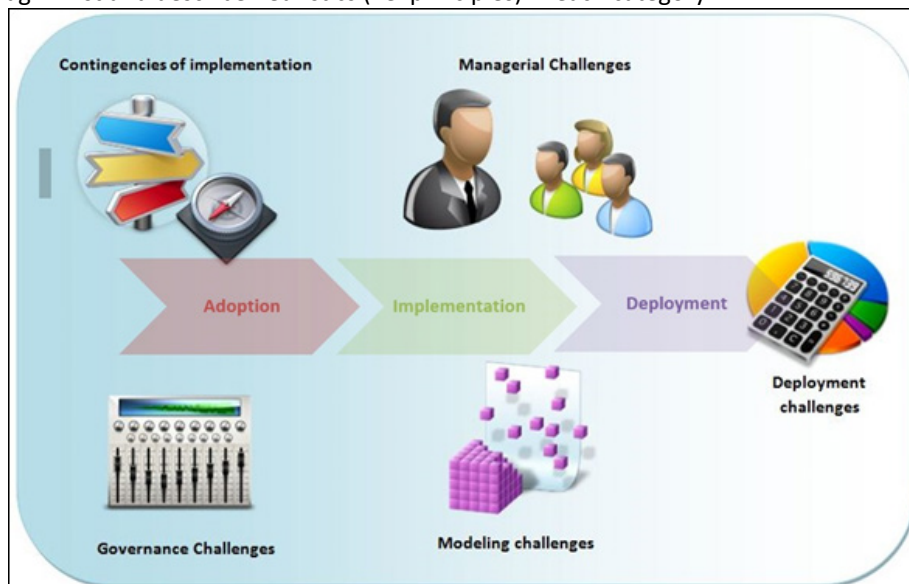 Contingencies of implementation
Managerial Challenges
Adoption
Implementation
Deployment
Deployment
challenges
Governance Challenges
Modeling challenges